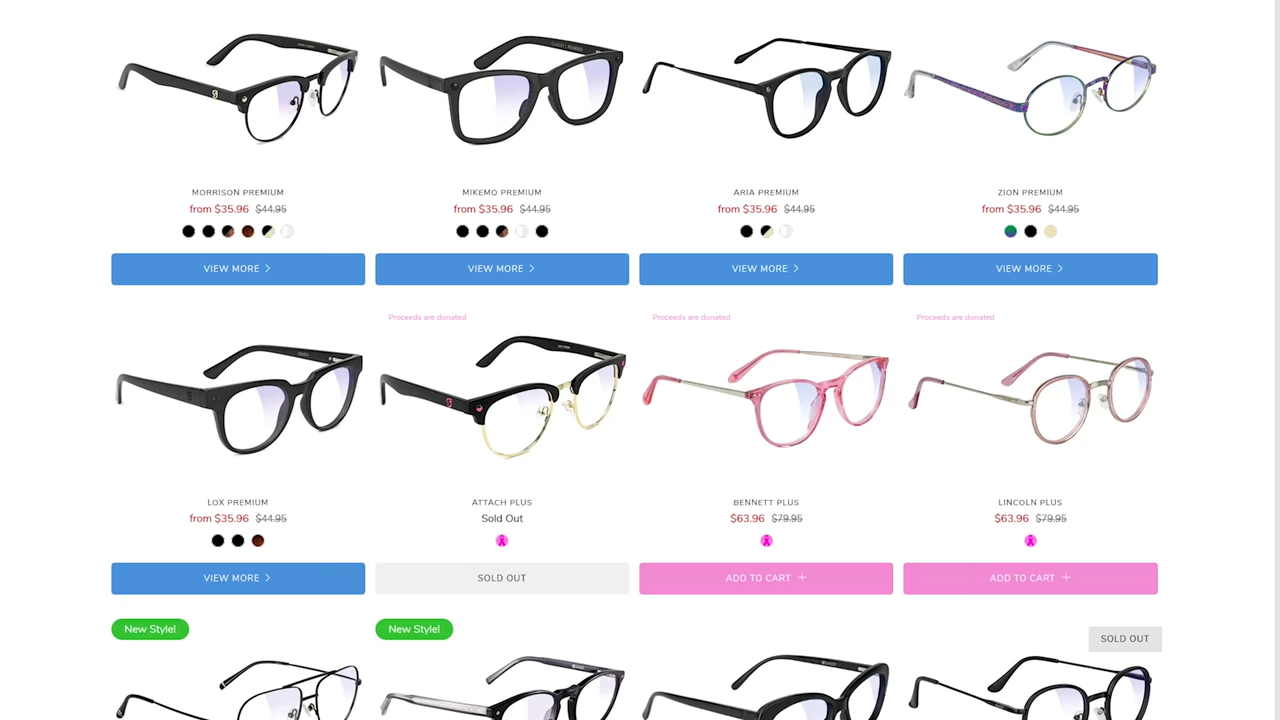 MORRISON PREMIUM
from $35.96 $44.95
VIEW MORE
MIKEMO PREMIUM
from $35.96 $44.95
VIEW MORE
ARIA PREMIUM
from $35.96 $44.95
VIEW MORE
ZION PREMIUM
from $35.96 $44.95
VIEW MORE
LOX PREMIUM
from $35.96 $44.95
VIEW MORE
Proceeds are donated
ATTACH PLUS
Sold Out
SOLD OUT
Proceeds are donated
BENNETT PLUS
$63.96 $79.95
ADD TO CART +
Proceeds are donated
LINCOLN PLUS
$63.96 $79.95
ADD TO CART +
New Style!
New Style!
SOLD OUT